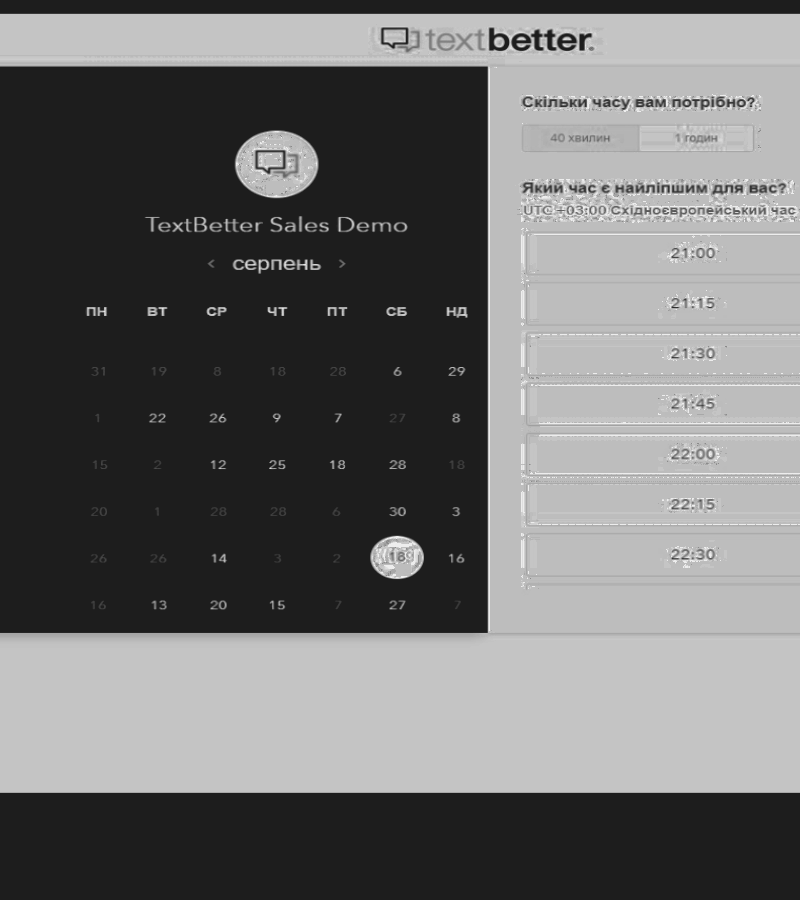 textbetter.
TextBetter Sales Demo
‹ серпень ›
ПН ВТ СР ЧТ ПТ СБ НД
31 19 8 18 28 6 29
1 22 26 9 7 27 8
15 2 12 25 18 28 18
20 1 28 28 6 30 3
26 26 14 3 2 18 16
16 13 20 15 7 27 7
Скільки часу вам потрібно?
40 хвилин 1 годин
Який час є найліпшим для вас?
UTC +03:00 Східноєвропейський час
21:00
21:15
21:30
21:45
22:00
22:15
22:30